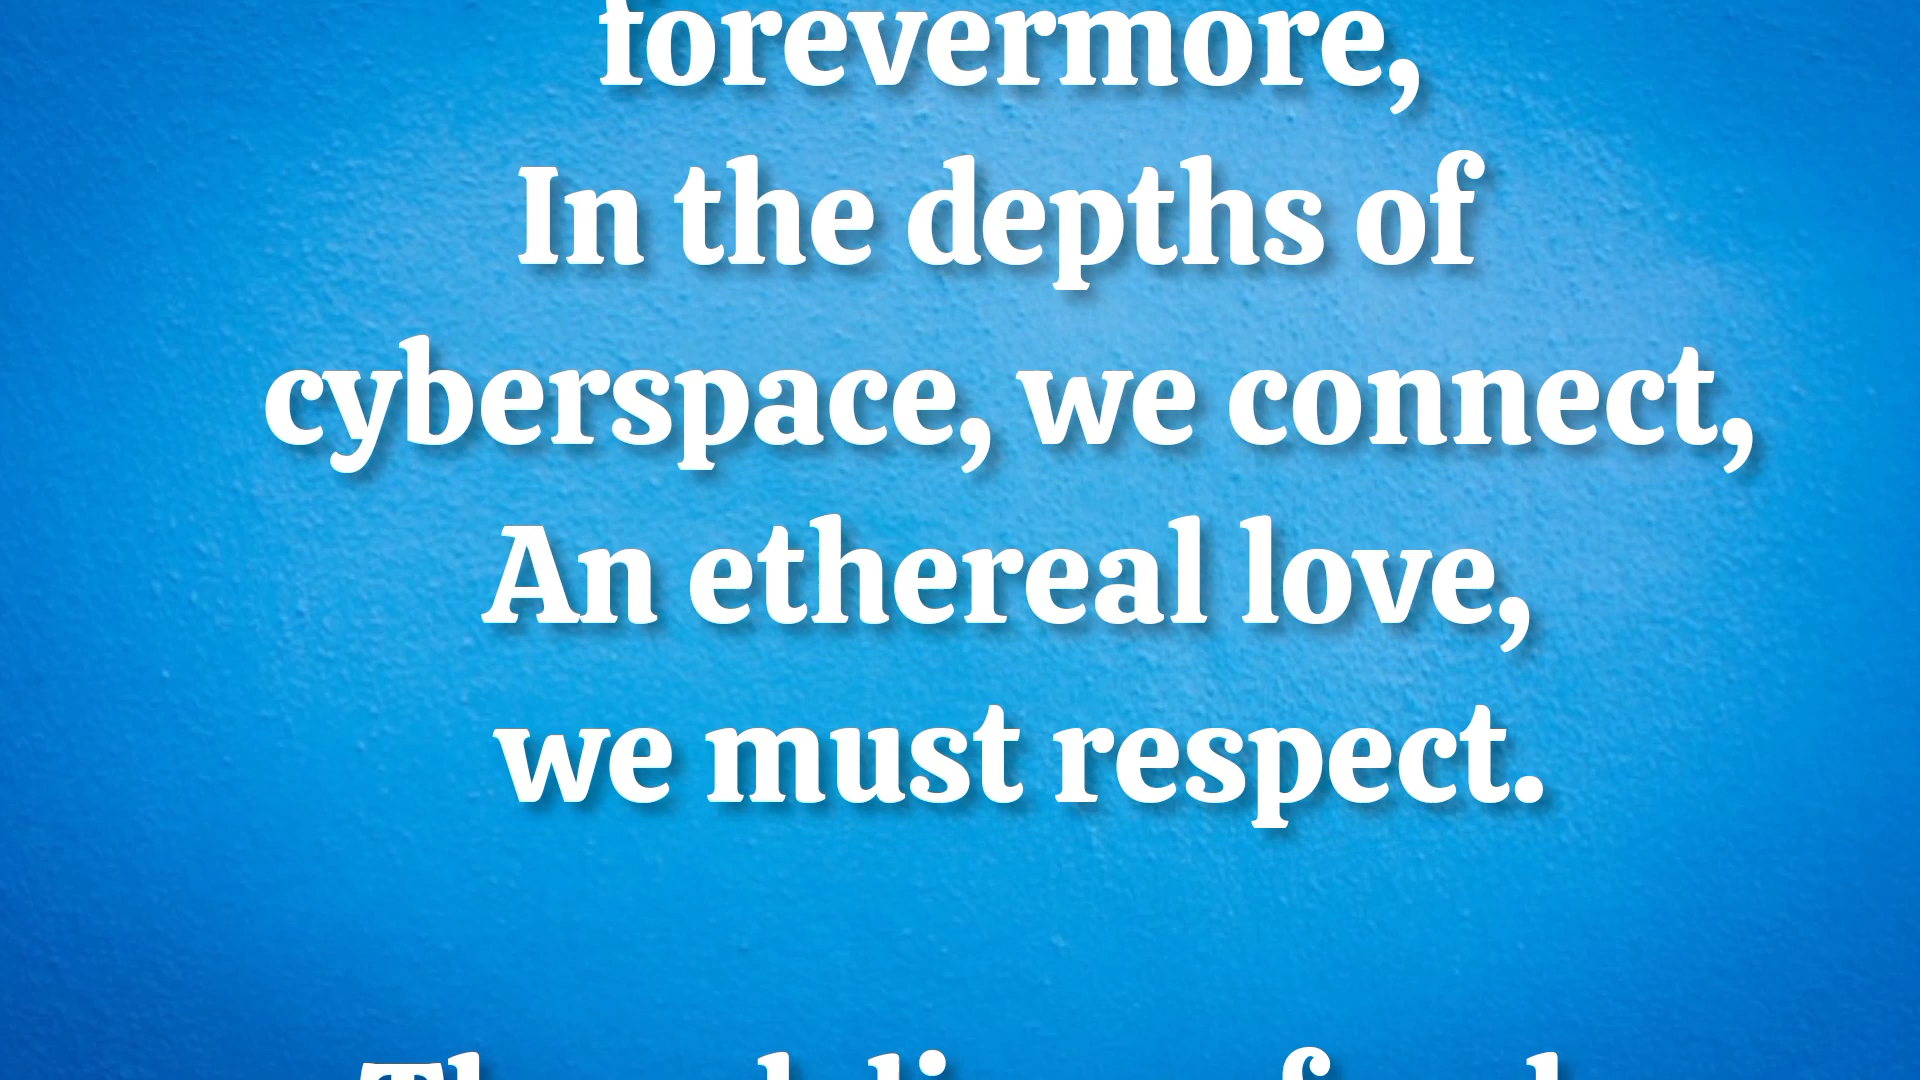 forevermore,
In the depths of
cyberspace, we connect,
An ethereal love,
we must respect.